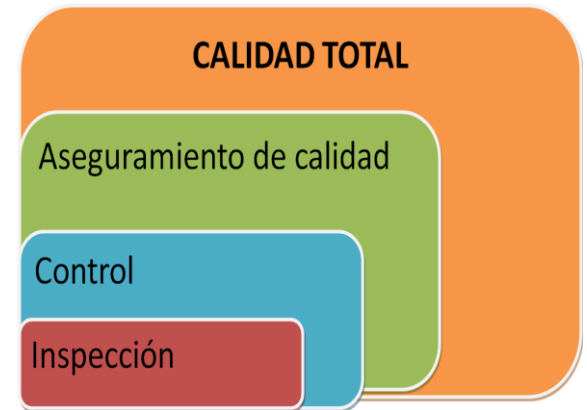 CALIDAD TOTAL
Aseguramiento de calidad
Control
Inspección